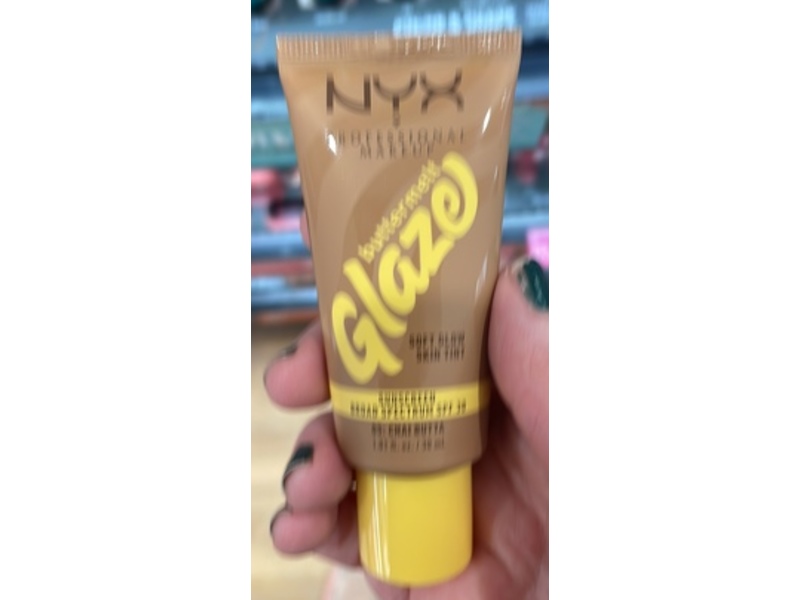 NYX
PROFESSIONAL
MAKEUP
buttermelt
Glaze
SOFT GLOW
SKIN TINT
SUNSCREEN
BROAD SPECTRUM SPF 30
CHAI BUTTA